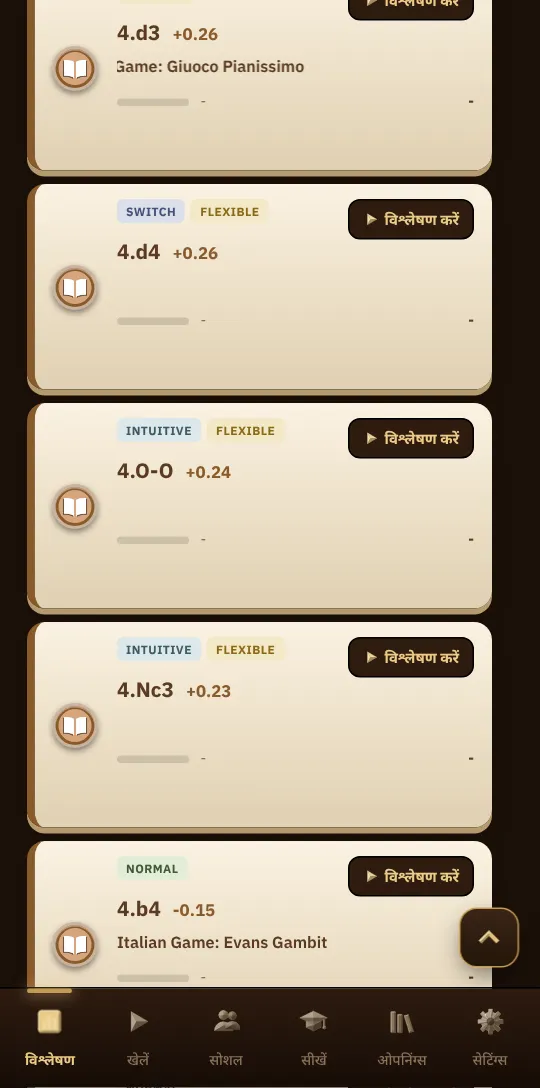 विश्लेषण करें
4.d3 +0.26
Game: Giuoco Pianissimo
- -
SWITCH FLEXIBLE विश्लेषण करें
4.d4 +0.26
- -
INTUITIVE FLEXIBLE विश्लेषण करें
4.O-O +0.24
- -
INTUITIVE FLEXIBLE विश्लेषण करें
4.Nc3 +0.23
- -
NORMAL विश्लेषण करें
4.b4 -0.15
Italian Game: Evans Gambit
- -
विश्लेषण खेलें सोशल सीखें ओपनिंग्स सेटिंग्स